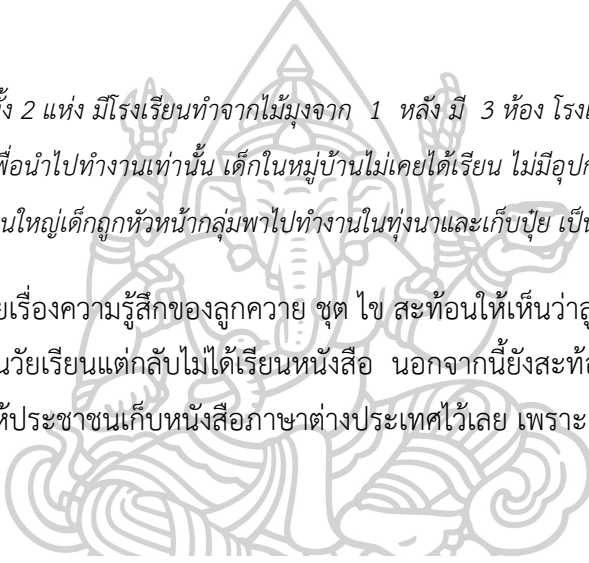 ั้ง 2 แห่ง มีโรงเรียนทำจากไม้มุงจาก 1 หลัง มี 3 ห้อง โรงเ
พื่อนำไปทำงานเท่านั้น เด็กในหมู่บ้านไม่เคยได้เรียน ไม่มีอุปก
นใหญ่เด็กถูกหัวหน้ากลุ่มพาไปทำงานในทุ่งนาและเก็บปุ๋ย เป็น
ยเรื่องความรู้สึกของลูกควาย ชุต ไข สะท้อนให้เห็นว่าลู
นวัยเรียนแต่กลับไม่ได้เรียนหนังสือ นอกจากนี้ยังสะท้อ
ห้ประชาชนเก็บหนังสือภาษาต่างประเทศไว้เลย เพราะ